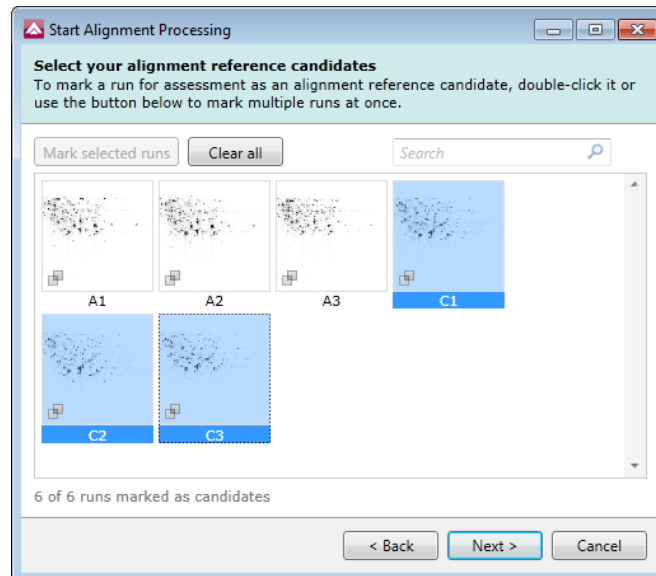 Start Alignment Processing
Select your alignment reference candidates
To mark a run for assessment as an alignment reference candidate, double-click it or
use the button below to mark multiple runs at once.
Mark selected runs Clear all Search
A1 A2 A3 C1
C2 C3
6 of 6 runs marked as candidates
< Back Next > Cancel